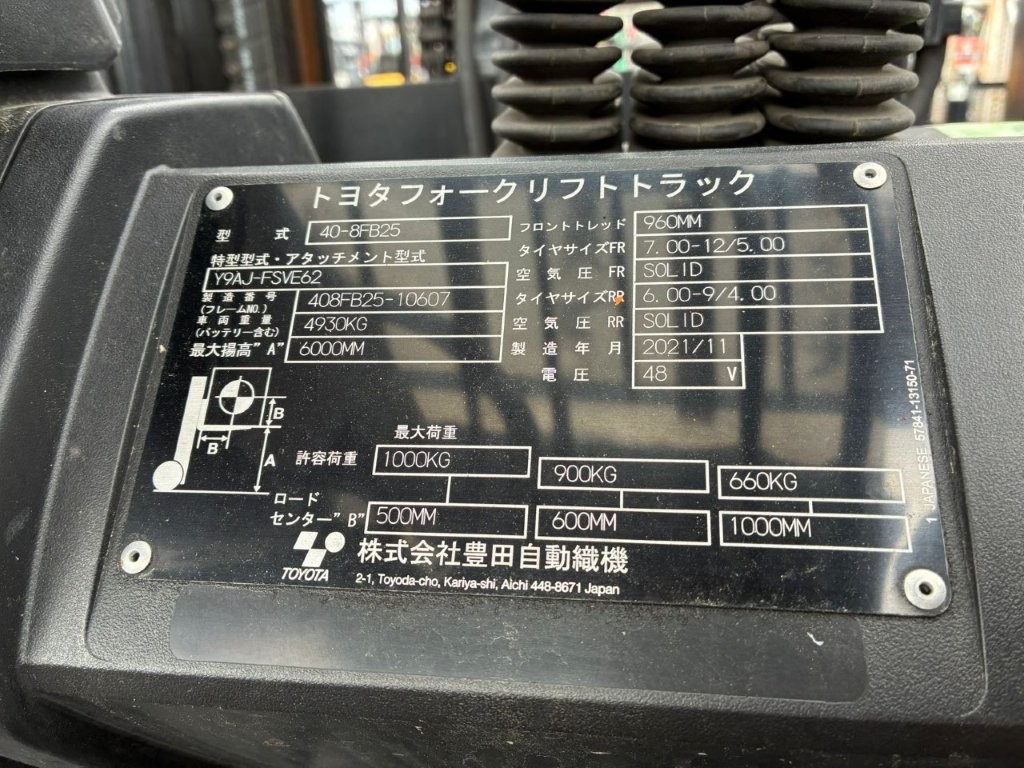 トヨタフォークリフトトラック
型式 40-8FB25
特型型式・アタッチメント型式
Y9AJ-FSVE62
製造番号
(フレームNO.) 408FB25-10607
車両重量
(バッテリー含む) 4930KG
最大揚高"A" 6000MM
フロントトレッド 960MM
タイヤサイズFR 7.00-12/5.00
空気圧 FR SOLID
タイヤサイズRR 6.00-9/4.00
空気圧 RR SOLID
製造年月 2021/11
電圧 48 V
B
B
A
最大荷重
許容荷重 1000KG 900KG 660KG
ロード
センター"B" 500MM 600MM 1000MM
TOYOTA
株式会社豊田自動織機
2-1, Toyoda-cho, Kariya-shi, Aichi 448-8671 Japan
1 JAPANESE 57841-13150-71